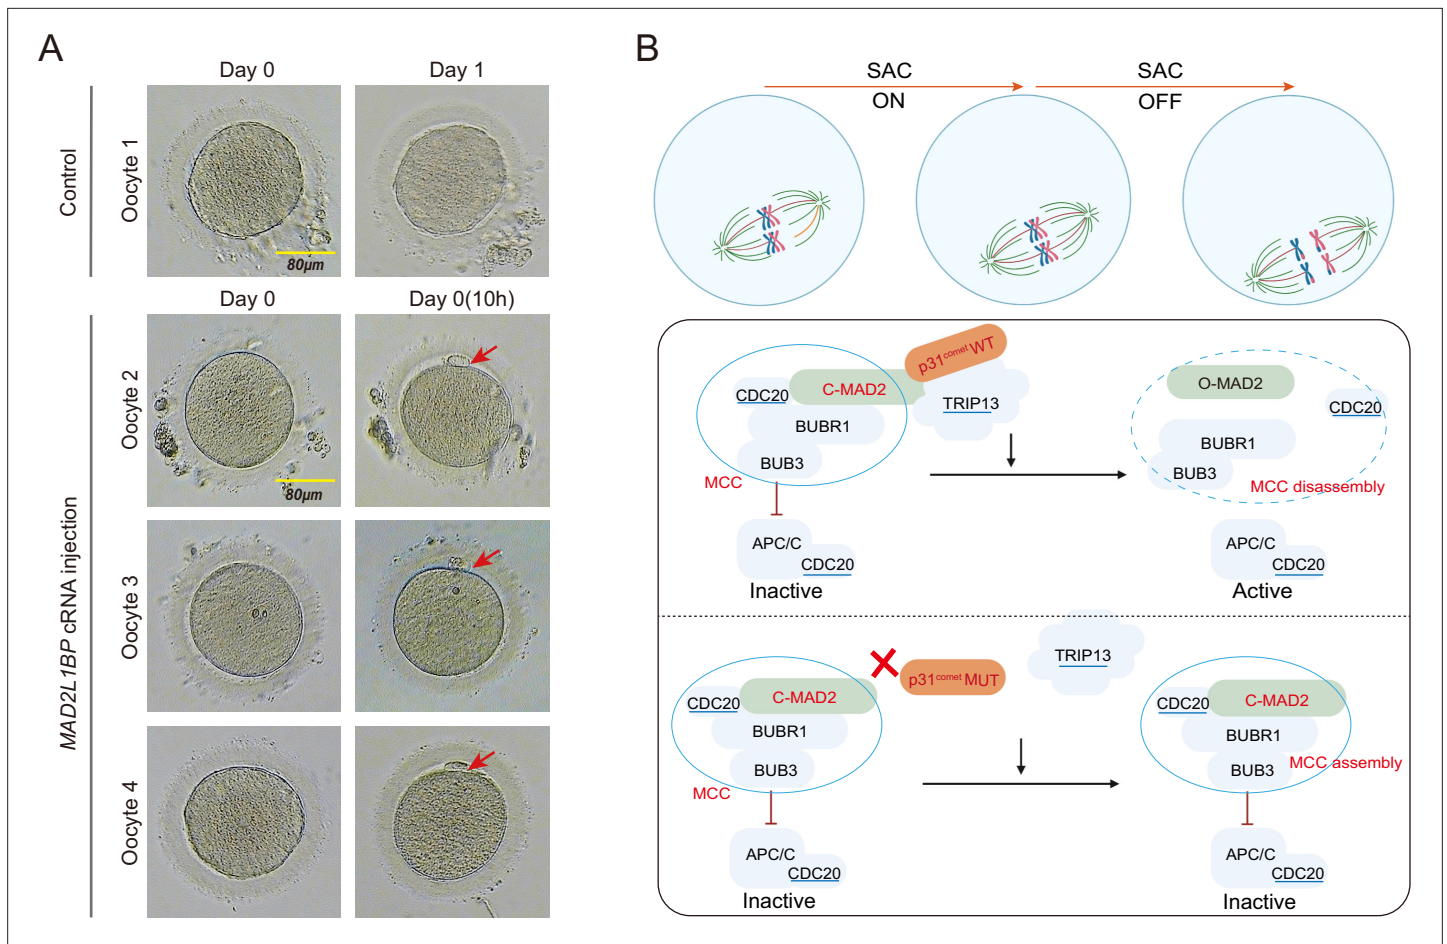 A
Day 0
Day 1
Control
Oocyte 1
80µm
Day 0
Day 0(10h)
MAD2L1BP cRNA injection
Oocyte 2
80µm
Oocyte 3
Oocyte 4
B
SAC
ON
SAC
OFF
p31comet WT
C-MAD2
CDC20
TRIP13
BUBR1
BUB3
MCC
APC/C
CDC20
Inactive
O-MAD2
CDC20
BUBR1
BUB3
MCC disassembly
APC/C
CDC20
Active
TRIP13
p31comet MUT
C-MAD2
CDC20
BUBR1
BUB3
MCC
APC/C
CDC20
Inactive
C-MAD2
CDC20
BUBR1
BUB3
MCC assembly
APC/C
CDC20
Inactive